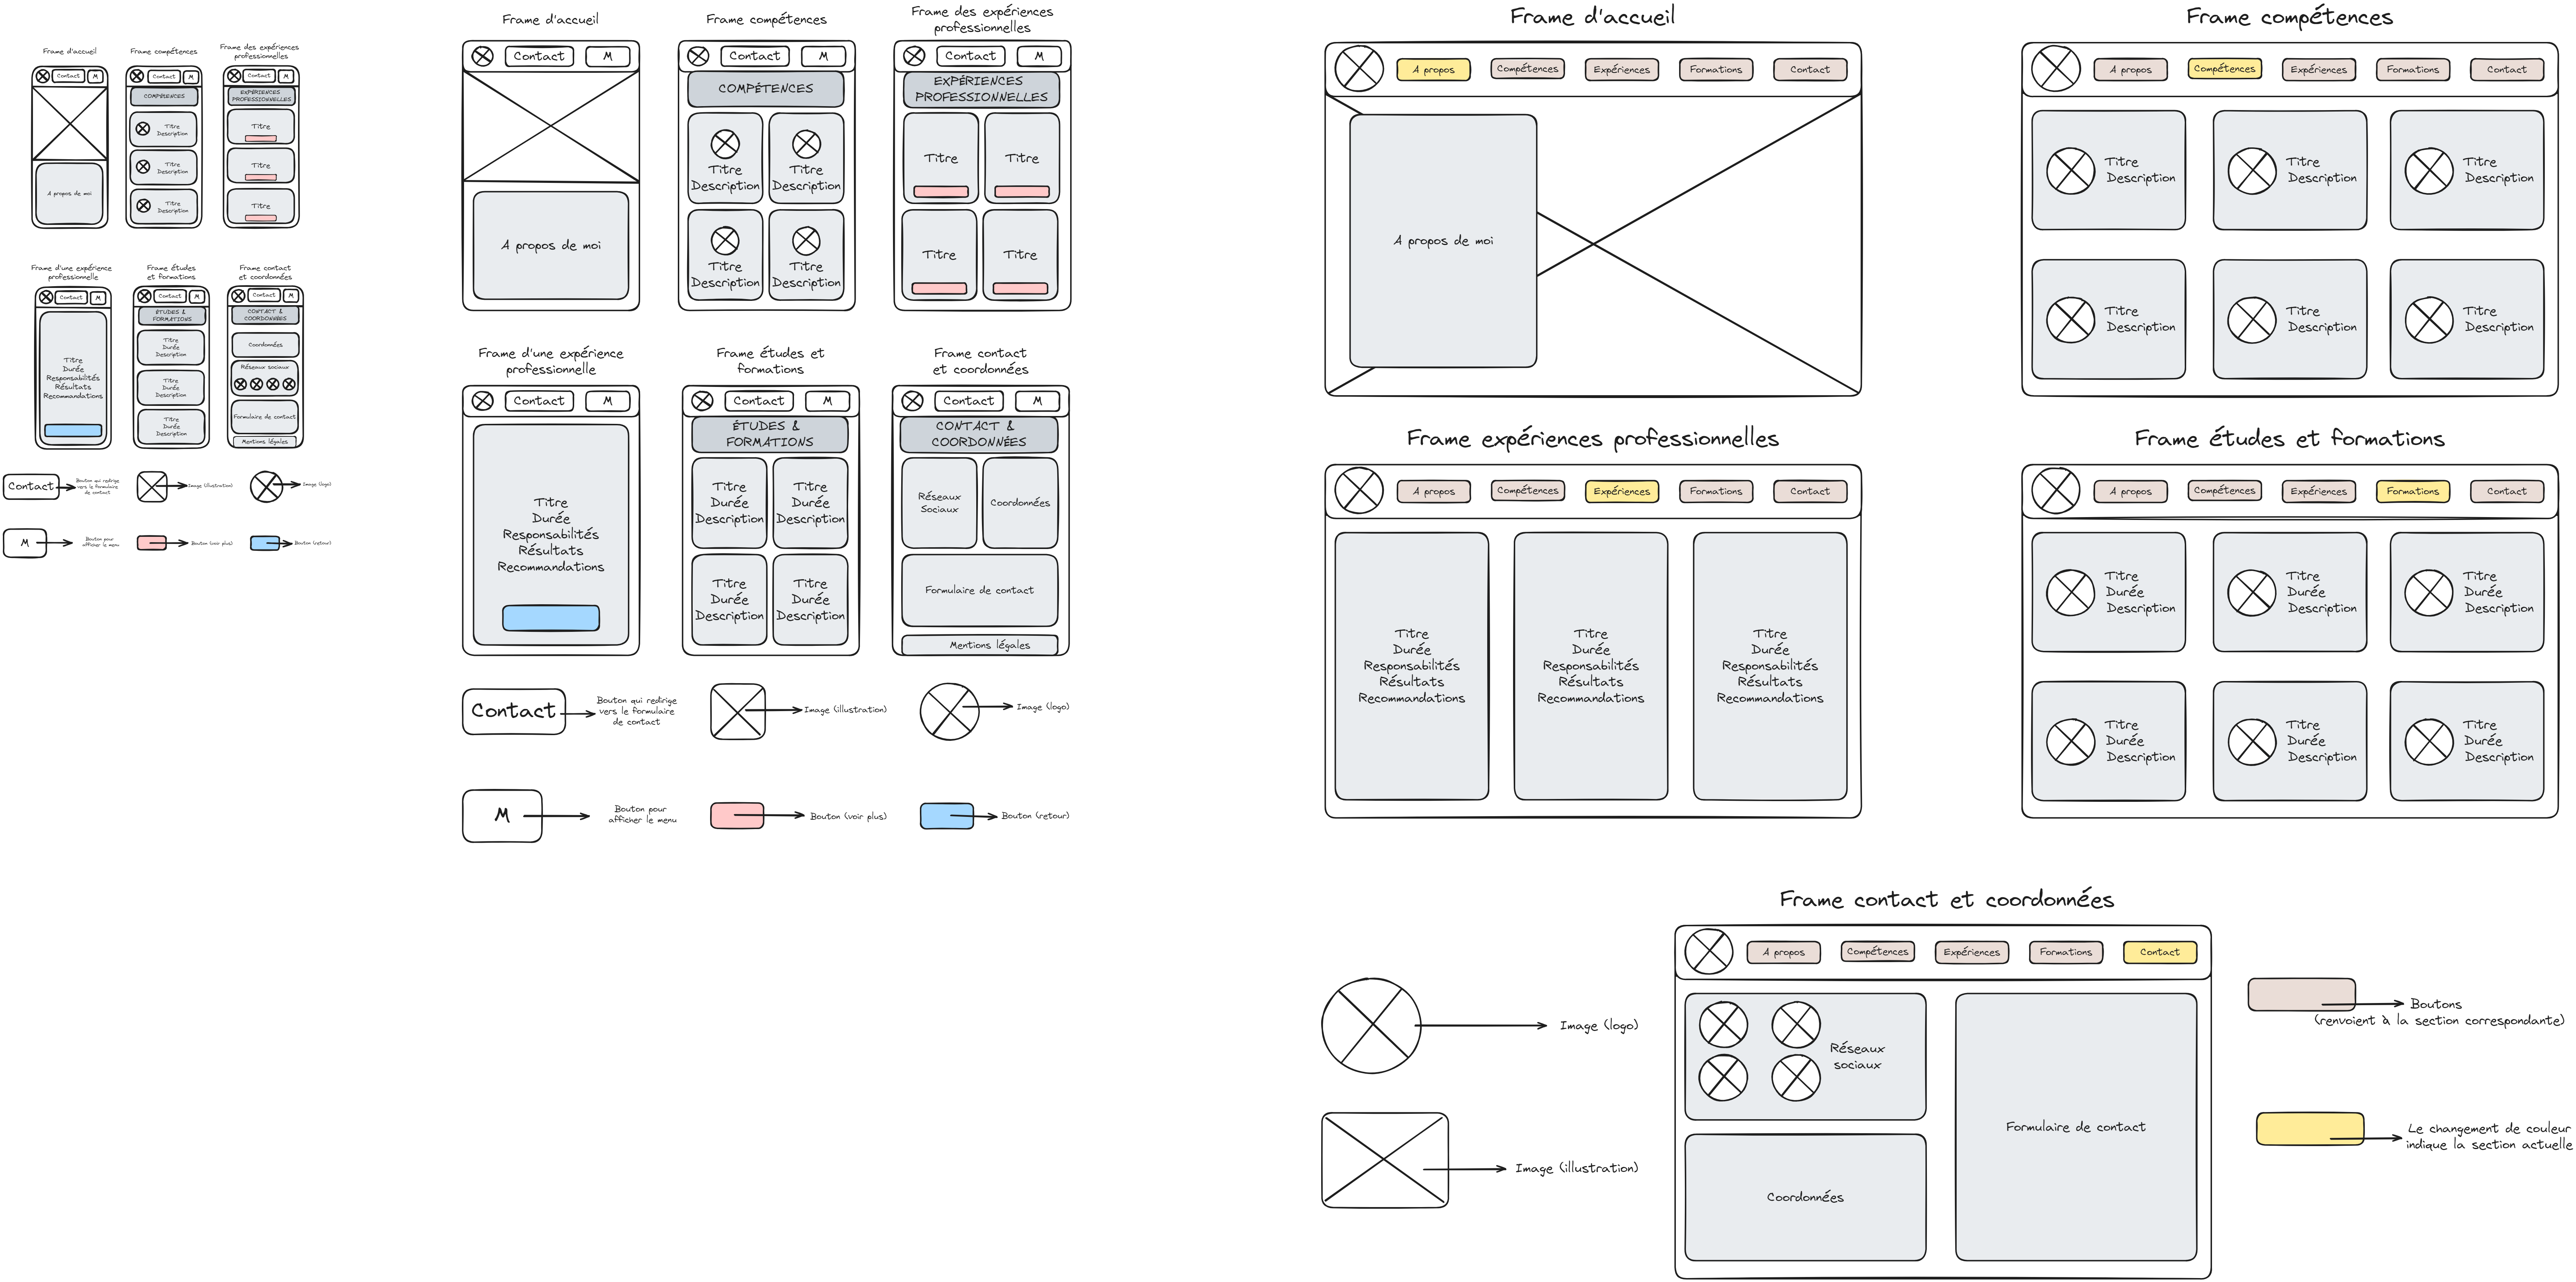 Frame d'accueil
Contact
M
A propos de moi
Frame compétences
Contact
M
COMPÉTENCES
Titre
Description
Titre
Description
Titre
Description
Frame des expériences
professionnelles
Contact
M
EXPÉRIENCES
PROFESSIONNELLES
Titre
Titre
Titre
Frame d'une expérience
professionnelle
Contact
M
Titre
Durée
Responsabilités
Résultats
Recommandations
Frame études
et formations
Contact
M
ÉTUDES &
FORMATIONS
Titre
Durée
Description
Titre
Durée
Description
Titre
Durée
Description
Frame contact
et coordonnées
Contact
M
CONTACT &
COORDONNÉES
Coordonnées
Réseaux sociaux
Formulaire de contact
Mentions légales
Contact
Bouton qui redirige
vers le formulaire
de contact
Image (illustration)
Image (logo)
M
Bouton pour
afficher le menu
Bouton (voir plus)
Bouton (retour)
Frame d'accueil
Contact
M
A propos de moi
Frame compétences
Contact
M
COMPÉTENCES
Titre
Description
Titre
Description
Titre
Description
Titre
Description
Frame des expériences
professionnelles
Contact
M
EXPÉRIENCES
PROFESSIONNELLES
Titre
Titre
Titre
Titre
Frame d'une expérience
professionnelle
Contact
M
Titre
Durée
Responsabilités
Résultats
Recommandations
Frame études et
formations
Contact
M
ÉTUDES &
FORMATIONS
Titre
Durée
Description
Titre
Durée
Description
Titre
Durée
Description
Titre
Durée
Description
Frame contact
et coordonnées
Contact
M
CONTACT &
COORDONNÉES
Réseaux
Sociaux
Coordonnées
Formulaire de contact
Mentions légales
Contact
Bouton qui redirige
vers le formulaire
de contact
Image (illustration)
Image (logo)
M
Bouton pour
afficher le menu
Bouton (voir plus)
Bouton (retour)
Frame d'accueil
A propos
Compétences
Expériences
Formations
Contact
A propos de moi
Frame compétences
A propos
Compétences
Expériences
Formations
Contact
Titre
Description
Titre
Description
Titre
Description
Titre
Description
Titre
Description
Titre
Description
Frame expériences professionnelles
A propos
Compétences
Expériences
Formations
Contact
Titre
Durée
Responsabilités
Résultats
Recommandations
Titre
Durée
Responsabilités
Résultats
Recommandations
Titre
Durée
Responsabilités
Résultats
Recommandations
Frame études et formations
A propos
Compétences
Expériences
Formations
Contact
Titre
Durée
Description
Titre
Durée
Description
Titre
Durée
Description
Titre
Durée
Description
Titre
Durée
Description
Titre
Durée
Description
Frame contact et coordonnées
A propos
Compétences
Expériences
Formations
Contact
Réseaux
sociaux
Coordonnées
Formulaire de contact
Image (logo)
Image (illustration)
Boutons
(renvoient à la section correspondante)
Le changement de couleur
indique la section actuelle